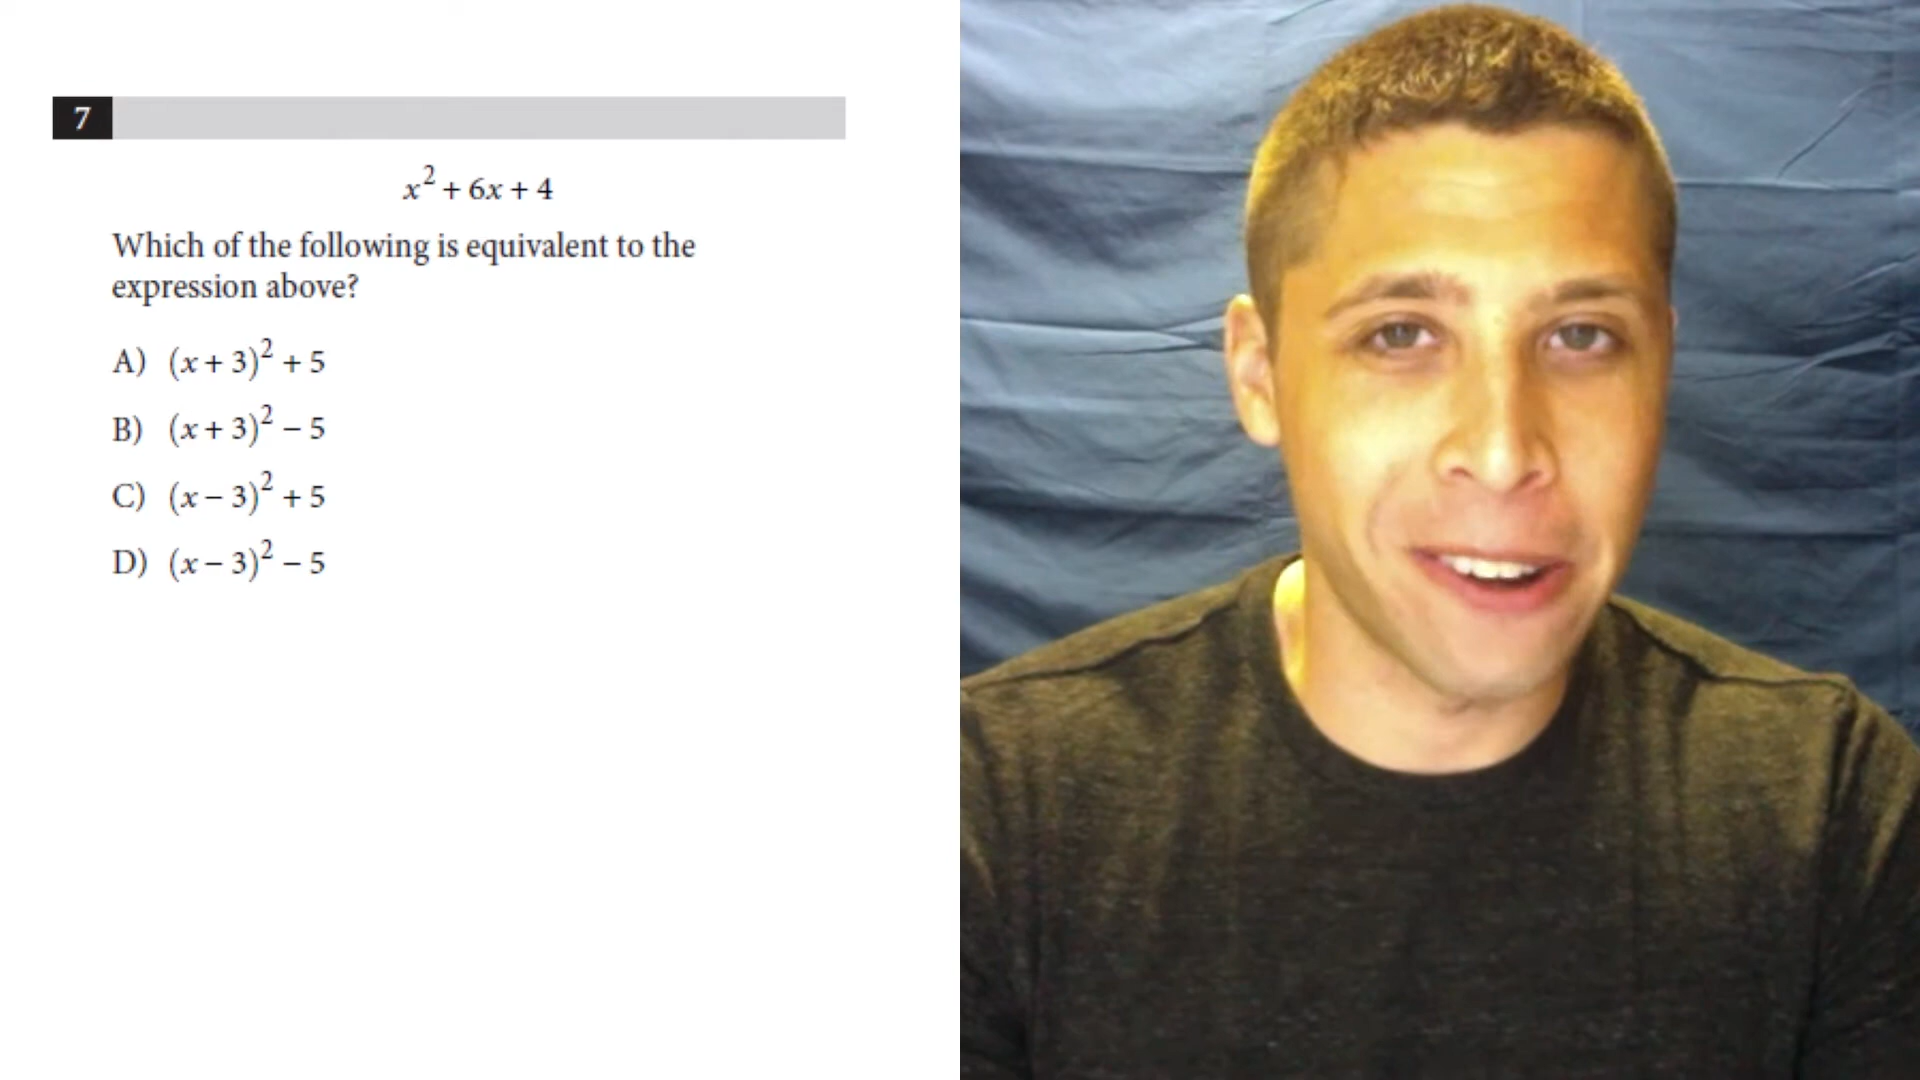 7
x² + 6x + 4
Which of the following is equivalent to the
expression above?
A) (x + 3)² + 5
B) (x + 3)² – 5
C) (x – 3)² + 5
D) (x – 3)² – 5